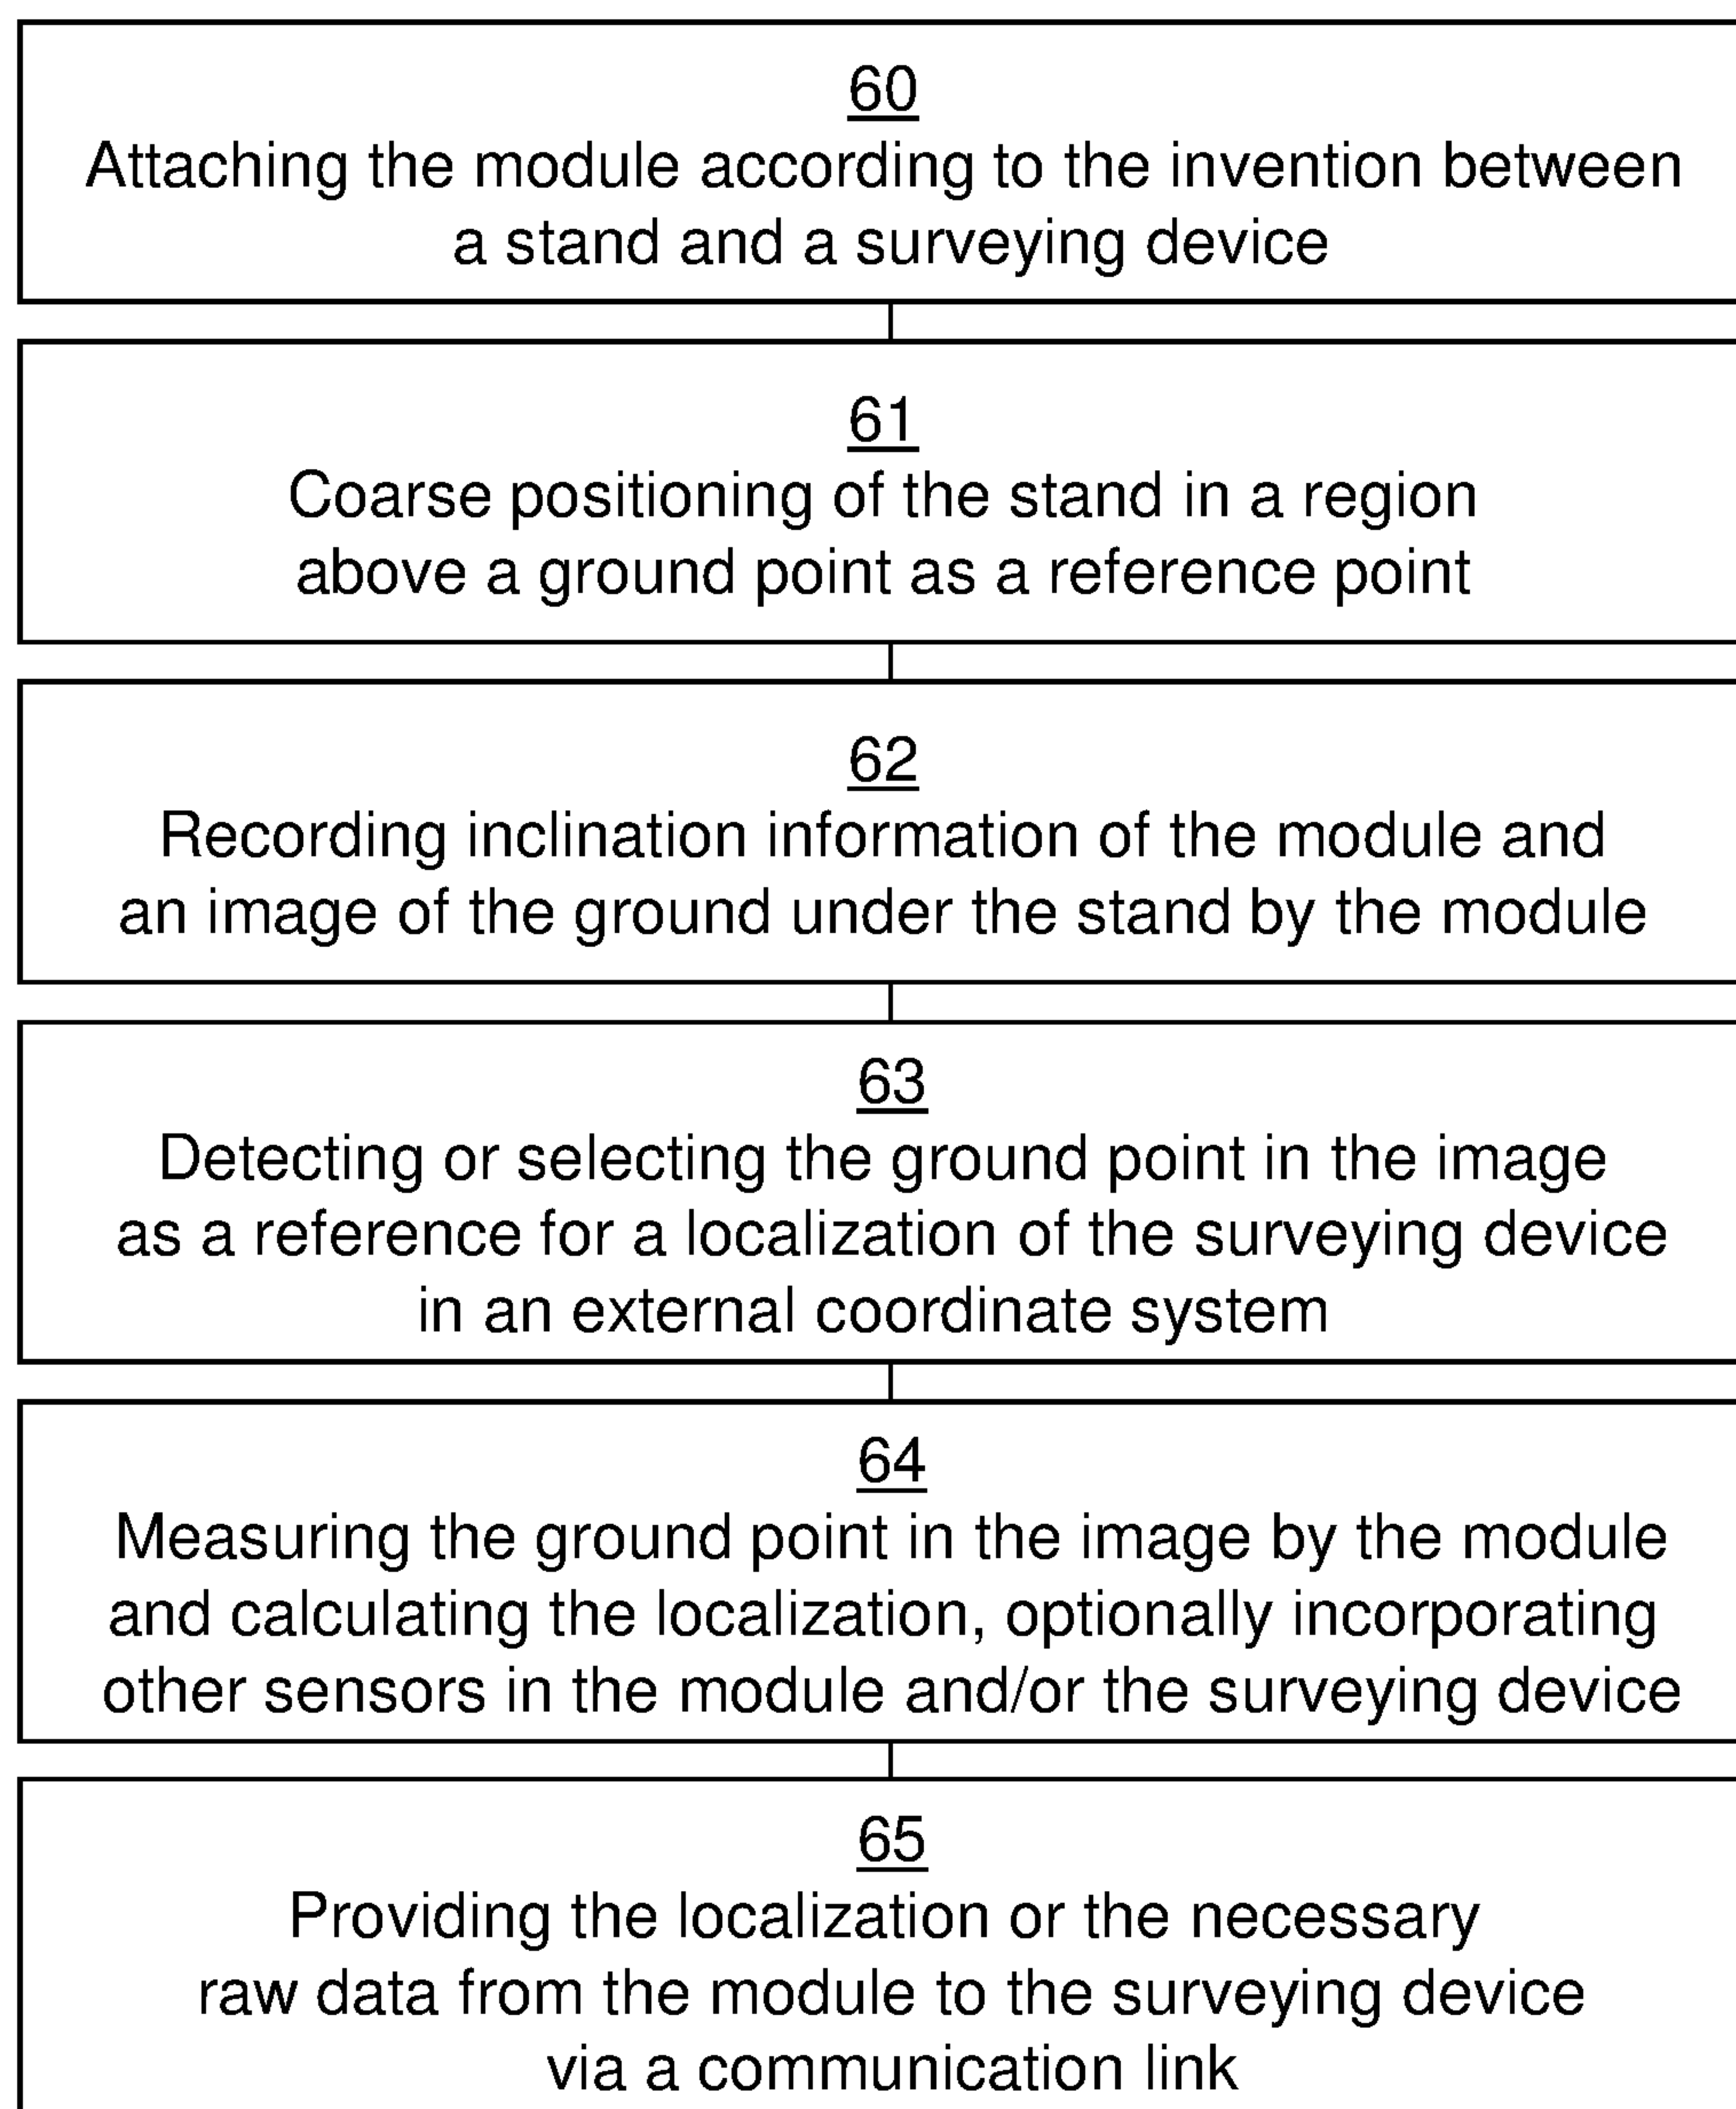 60
Attaching the module according to the invention between
a stand and a surveying device
61
Coarse positioning of the stand in a region
above a ground point as a reference point
62
Recording inclination information of the module and
an image of the ground under the stand by the module
63
Detecting or selecting the ground point in the image
as a reference for a localization of the surveying device
in an external coordinate system
64
Measuring the ground point in the image by the module
and calculating the localization, optionally incorporating
other sensors in the module and/or the surveying device
65
Providing the localization or the necessary
raw data from the module to the surveying device
via a communication link